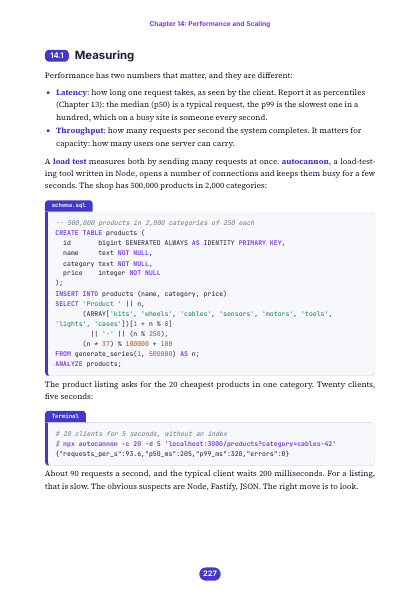 Chapter 14: Performance and Scaling
14.1 Measuring
Performance has two numbers that matter, and they are different:
• Latency: how long one request takes, as seen by the client. Report it as percentiles
(Chapter 13): the median (p50) is a typical request, the p99 is the slowest one in a
hundred, which on a busy site is someone every second.
• Throughput: how many requests per second the system completes. It matters for
capacity: how many users one server can carry.
A load test measures both by sending many requests at once. autocannon, a load-test-
ing tool written in Node, opens a number of connections and keeps them busy for a few
seconds. The shop has 500,000 products in 2,000 categories:
schema.sql
-- 500,000 products in 2,000 categories of 250 each
CREATE TABLE products (
  id       bigint GENERATED ALWAYS AS IDENTITY PRIMARY KEY,
  name     text NOT NULL,
  category text NOT NULL,
  price    integer NOT NULL
);
INSERT INTO products (name, category, price)
SELECT 'Product ' || n,
       (ARRAY['kits', 'wheels', 'cables', 'sensors', 'motors', 'tools',
'lights', 'cases'])[1 + n % 8]
         || '-' || (n % 250),
       (n * 37) % 100000 + 100
FROM generate_series(1, 500000) AS n;
ANALYZE products;
The product listing asks for the 20 cheapest products in one category. Twenty clients,
five seconds:
Terminal
# 20 clients for 5 seconds, without an index
$ npx autocannon -c 20 -d 5 'localhost:3000/products?category=cables-42'
{"requests_per_s":93.6,"p50_ms":205,"p99_ms":320,"errors":0}
About 90 requests a second, and the typical client waits 200 milliseconds. For a listing,
that is slow. The obvious suspects are Node, Fastify, JSON. The right move is to look.
227